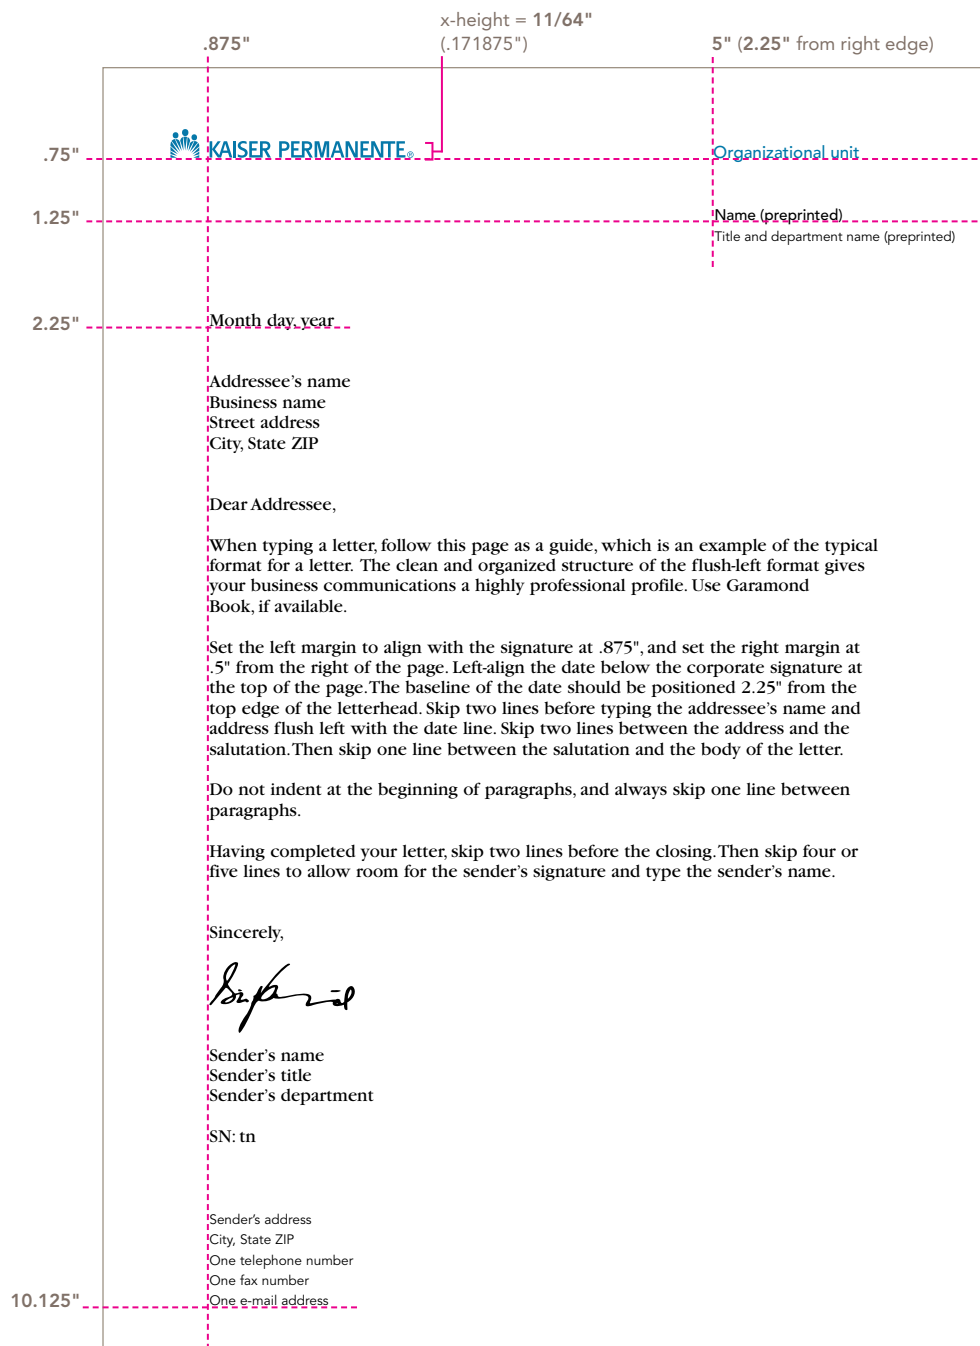 x-height = 11/64"
.875" (.171875") 5" (2.25" from right edge)
.75" KAISER PERMANENTE® Organizational unit
1.25" Name (preprinted)
Title and department name (preprinted)
2.25" Month day, year
Addressee's name
Business name
Street address
City, State ZIP
Dear Addressee,
When typing a letter, follow this page as a guide, which is an example of the typical
format for a letter. The clean and organized structure of the flush-left format gives
your business communications a highly professional profile. Use Garamond
Book, if available.
Set the left margin to align with the signature at .875", and set the right margin at
.5" from the right of the page. Left-align the date below the corporate signature at
the top of the page. The baseline of the date should be positioned 2.25" from the
top edge of the letterhead. Skip two lines before typing the addressee's name and
address flush left with the date line. Skip two lines between the address and the
salutation. Then skip one line between the salutation and the body of the letter.
Do not indent at the beginning of paragraphs, and always skip one line between
paragraphs.
Having completed your letter, skip two lines before the closing. Then skip four or
five lines to allow room for the sender's signature and type the sender's name.
Sincerely,
Sender's name
Sender's title
Sender's department
SN: tn
Sender's address
City, State ZIP
One telephone number
One fax number
10.125" One e-mail address